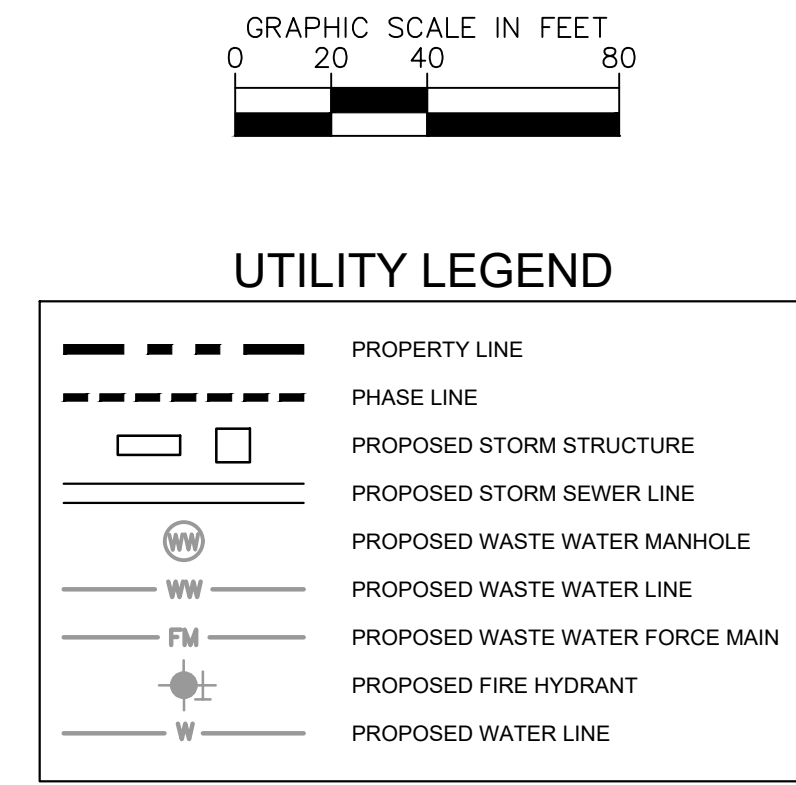 GRAPHIC SCALE IN FEET
0 20 40 80
UTILITY LEGEND
PROPERTY LINE
PHASE LINE
PROPOSED STORM STRUCTURE
PROPOSED STORM SEWER LINE
WW PROPOSED WASTE WATER MANHOLE
WW PROPOSED WASTE WATER LINE
FM PROPOSED WASTE WATER FORCE MAIN
PROPOSED FIRE HYDRANT
W PROPOSED WATER LINE